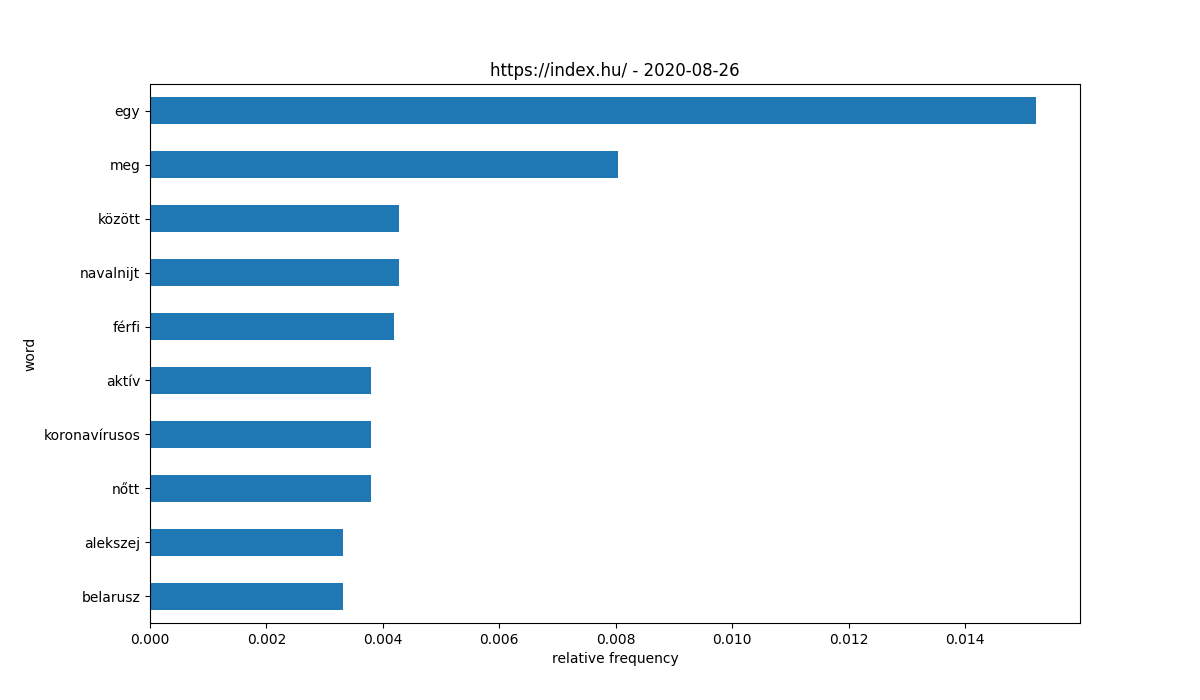 https://index.hu/ - 2020-08-26
egy
meg
között
navalnijt
férfi
aktív
koronavírusos
nőtt
alekszej
belarusz
word
0.000 0.002 0.004 0.006 0.008 0.010 0.012 0.014
relative frequency